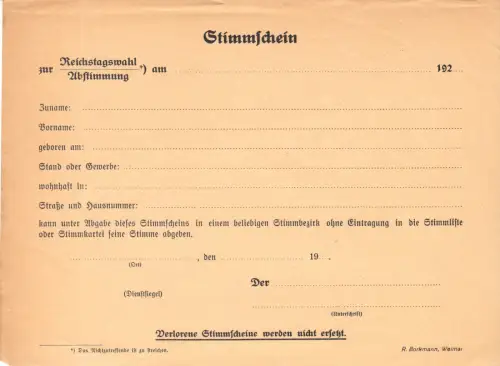 Stimmschein
zur Reichstagswahl *) am ........ 192....
Abstimmung
Zuname:
Vorname:
geboren am:
Stand oder Gewerbe:
wohnhaft in:
Straße und Hausnummer:
kann unter Abgabe dieses Stimmscheins in einem beliebigen Stimmbezirk ohne Eintragung in die Stimmliste
oder Stimmkartei seine Stimme abgeben.
, den ........ 19....
(Ort)
Der
(Dienstsiegel)
(Unterschrift)
Verlorene Stimmscheine werden nicht ersetzt.
*) Das Nichtzutreffende ist zu streichen.
R. Borkmann, Weimar